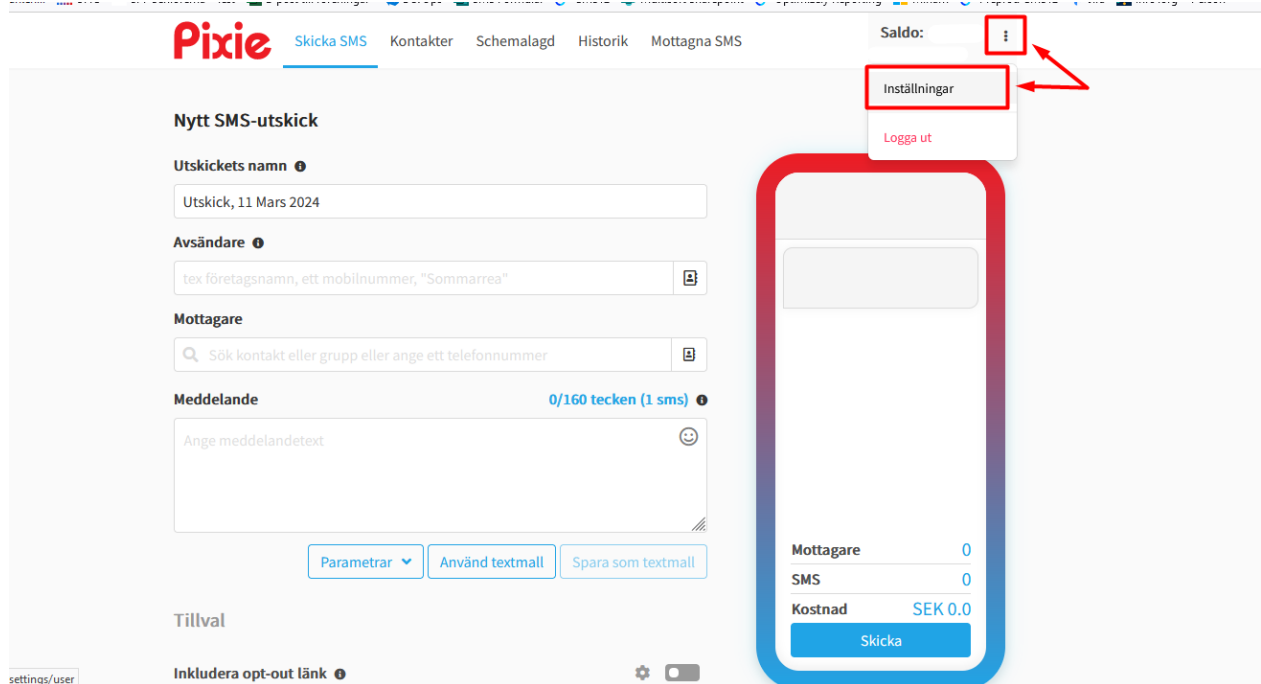 Pixie
Skicka SMS Kontakter Schemalagd Historik Mottagna SMS
Saldo:
Inställningar
Logga ut
Nytt SMS-utskick
Utskickets namn
Utskick, 11 Mars 2024
Avsändare
tex företagsnamn, ett mobilnummer, "Sommarrea"
Mottagare
Sök kontakt eller grupp eller ange ett telefonnummer
Meddelande 0/160 tecken (1 sms)
Ange meddelandetext
Parametrar Använd textmall Spara som textmall
Tillval
Inkludera opt-out länk
Mottagare 0
SMS 0
Kostnad SEK 0.0
Skicka
settings/user